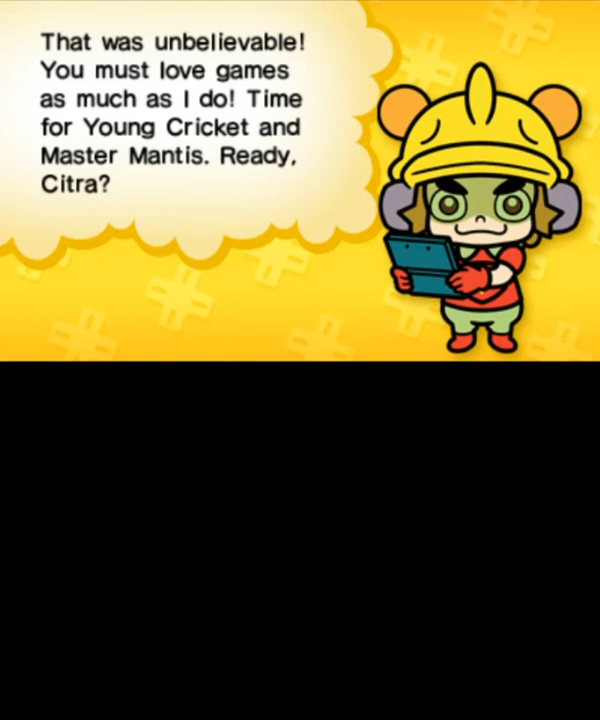 That was unbelievable!
You must love games
as much as I do! Time
for Young Cricket and
Master Mantis. Ready,
Citra?